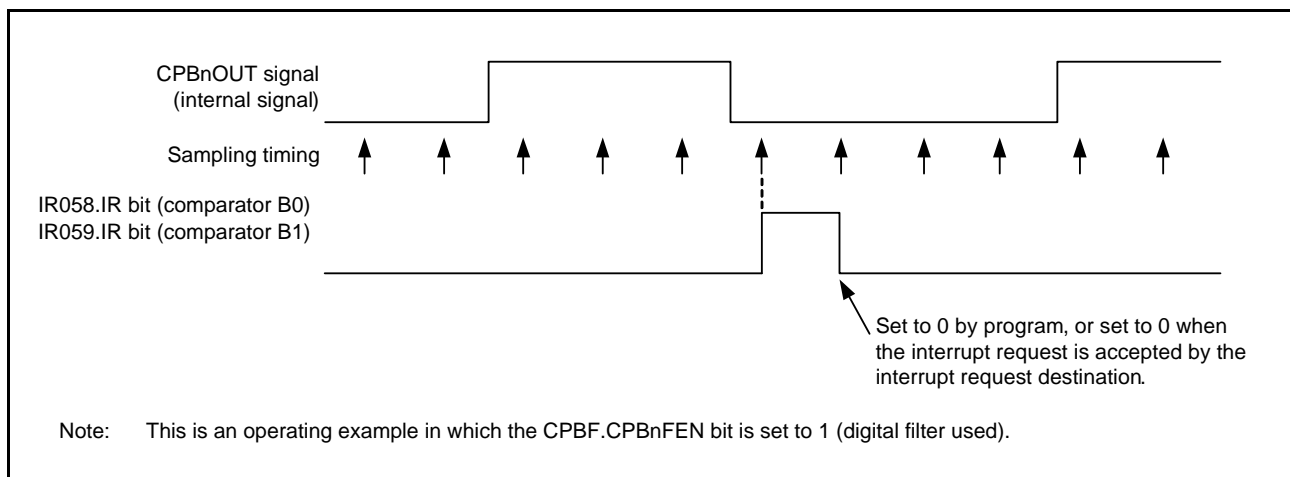 CPBnOUT signal
(internal signal)
Sampling timing
IR058.IR bit (comparator B0)
IR059.IR bit (comparator B1)
Set to 0 by program, or set to 0 when
the interrupt request is accepted by the
interrupt request destination.
Note: This is an operating example in which the CPBF.CPBnFEN bit is set to 1 (digital filter used).